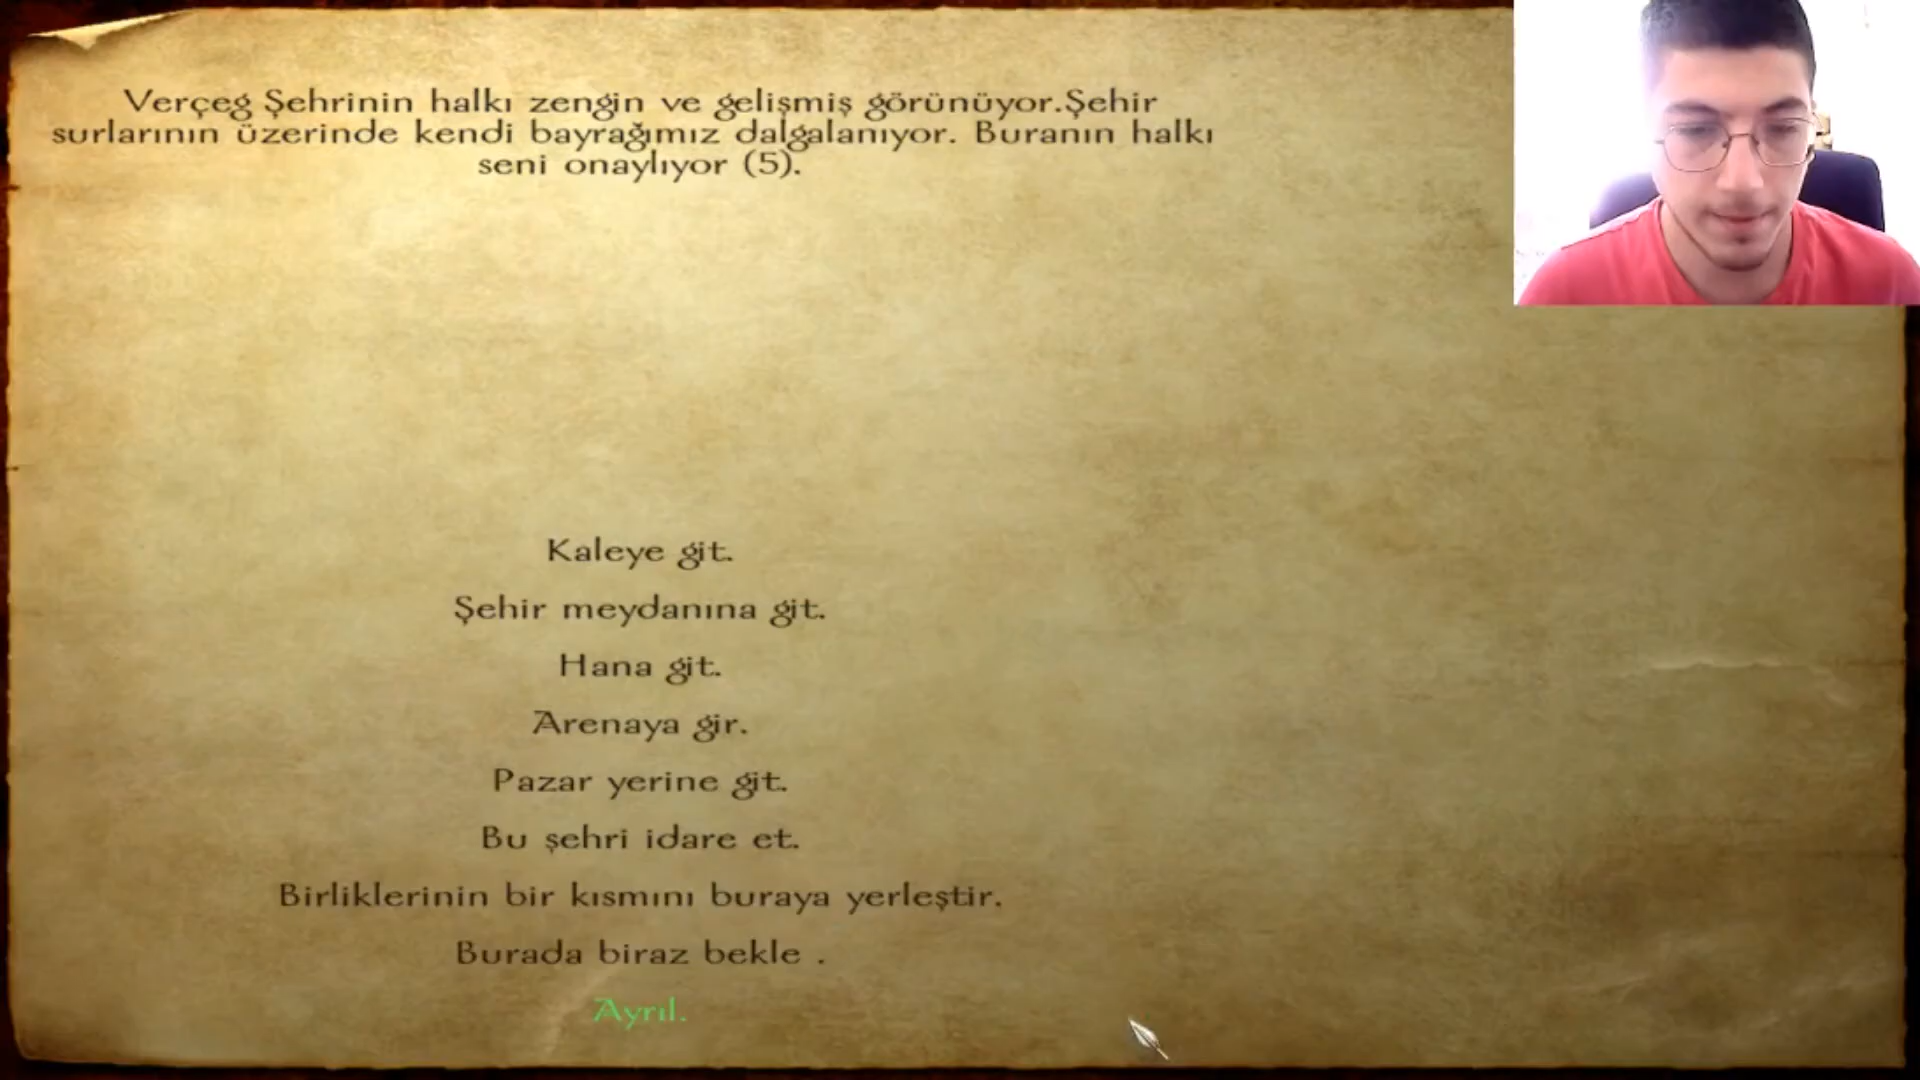 Verçeg Şehrinin halkı zengin ve gelişmiş görünüyor.Şehir
surlarının üzerinde kendi bayrağımız dalgalanıyor. Buranın halkı
seni onaylıyor (5).
Kaleye git.
Şehir meydanına git.
Hana git.
Arenaya gir.
Pazar yerine git.
Bu şehri idare et.
Birliklerinin bir kısmını buraya yerleştir.
Burada biraz bekle .
Ayrıl.